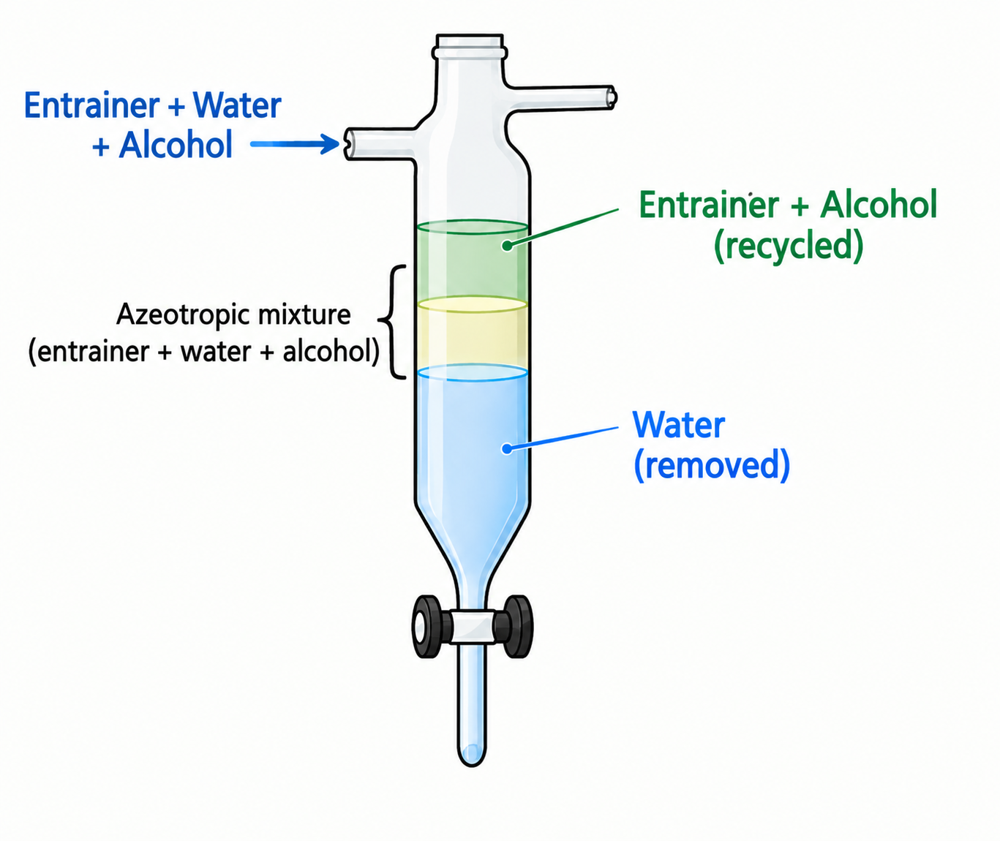 Entrainer + Water
+ Alcohol
Entrainer + Alcohol
(recycled)
Azeotropic mixture
(entrainer + water + alcohol)
Water
(removed)